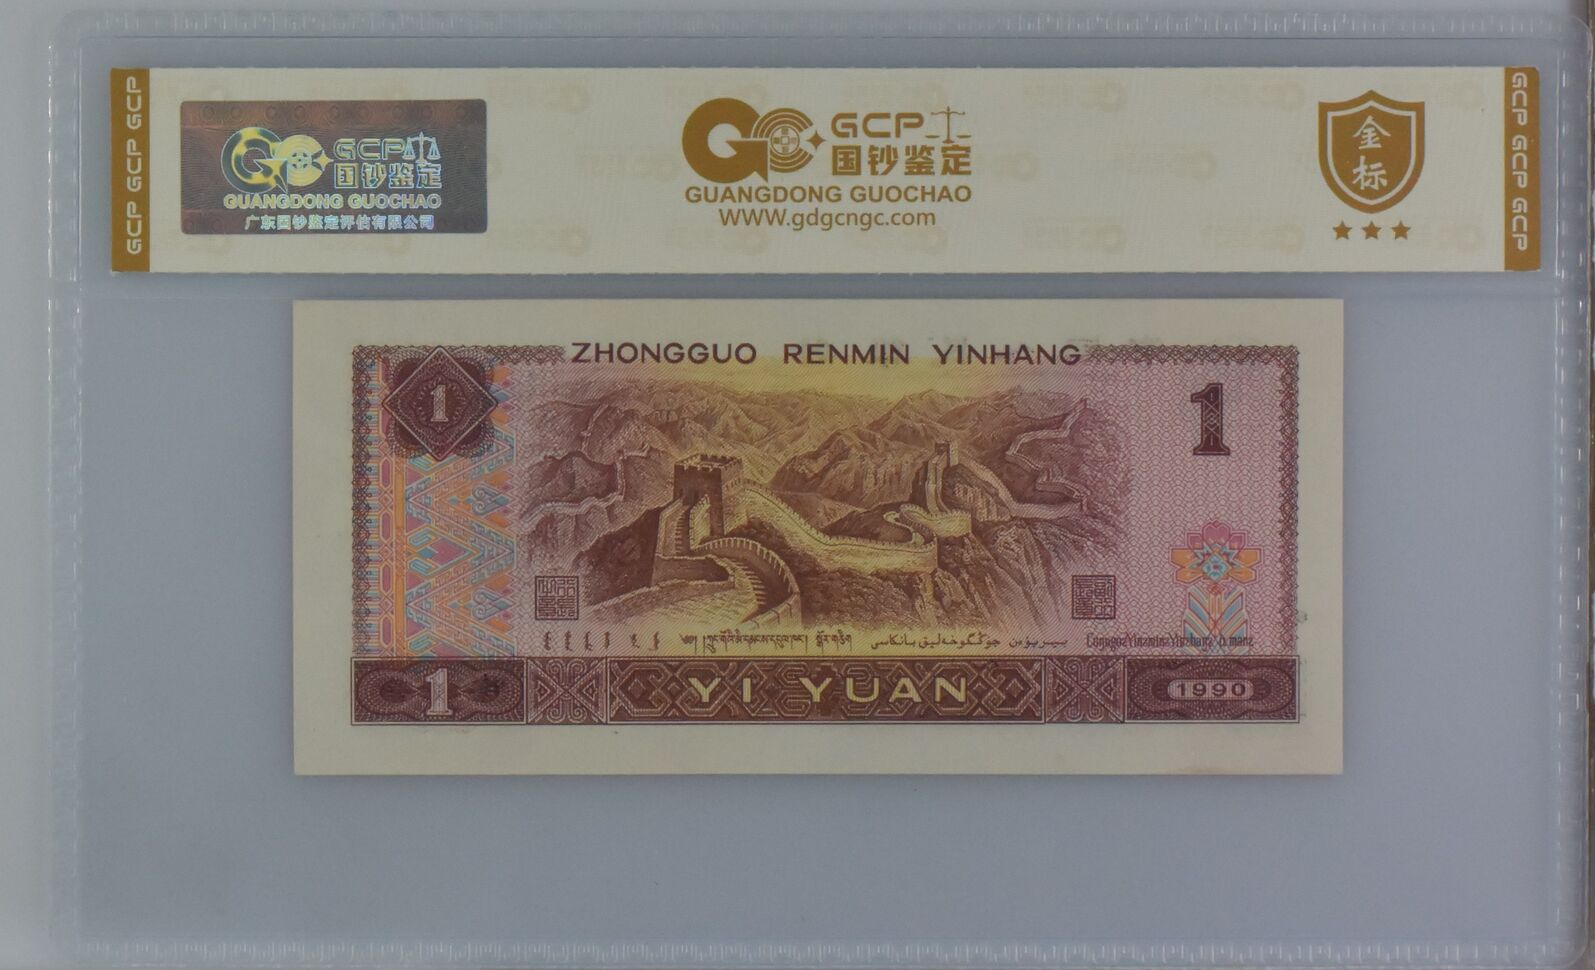 GCP GCP GCP
GCP
国钞鉴定
GUANGDONG GUOCHAO
广东国钞鉴定评估有限公司
GCP
国钞鉴定
GUANGDONG GUOCHAO
WWW.gdgcngc.com
金
标
GCP GCP GCP
ZHONGGUO RENMIN YINHANG
1
1
1
YI YUAN
1990